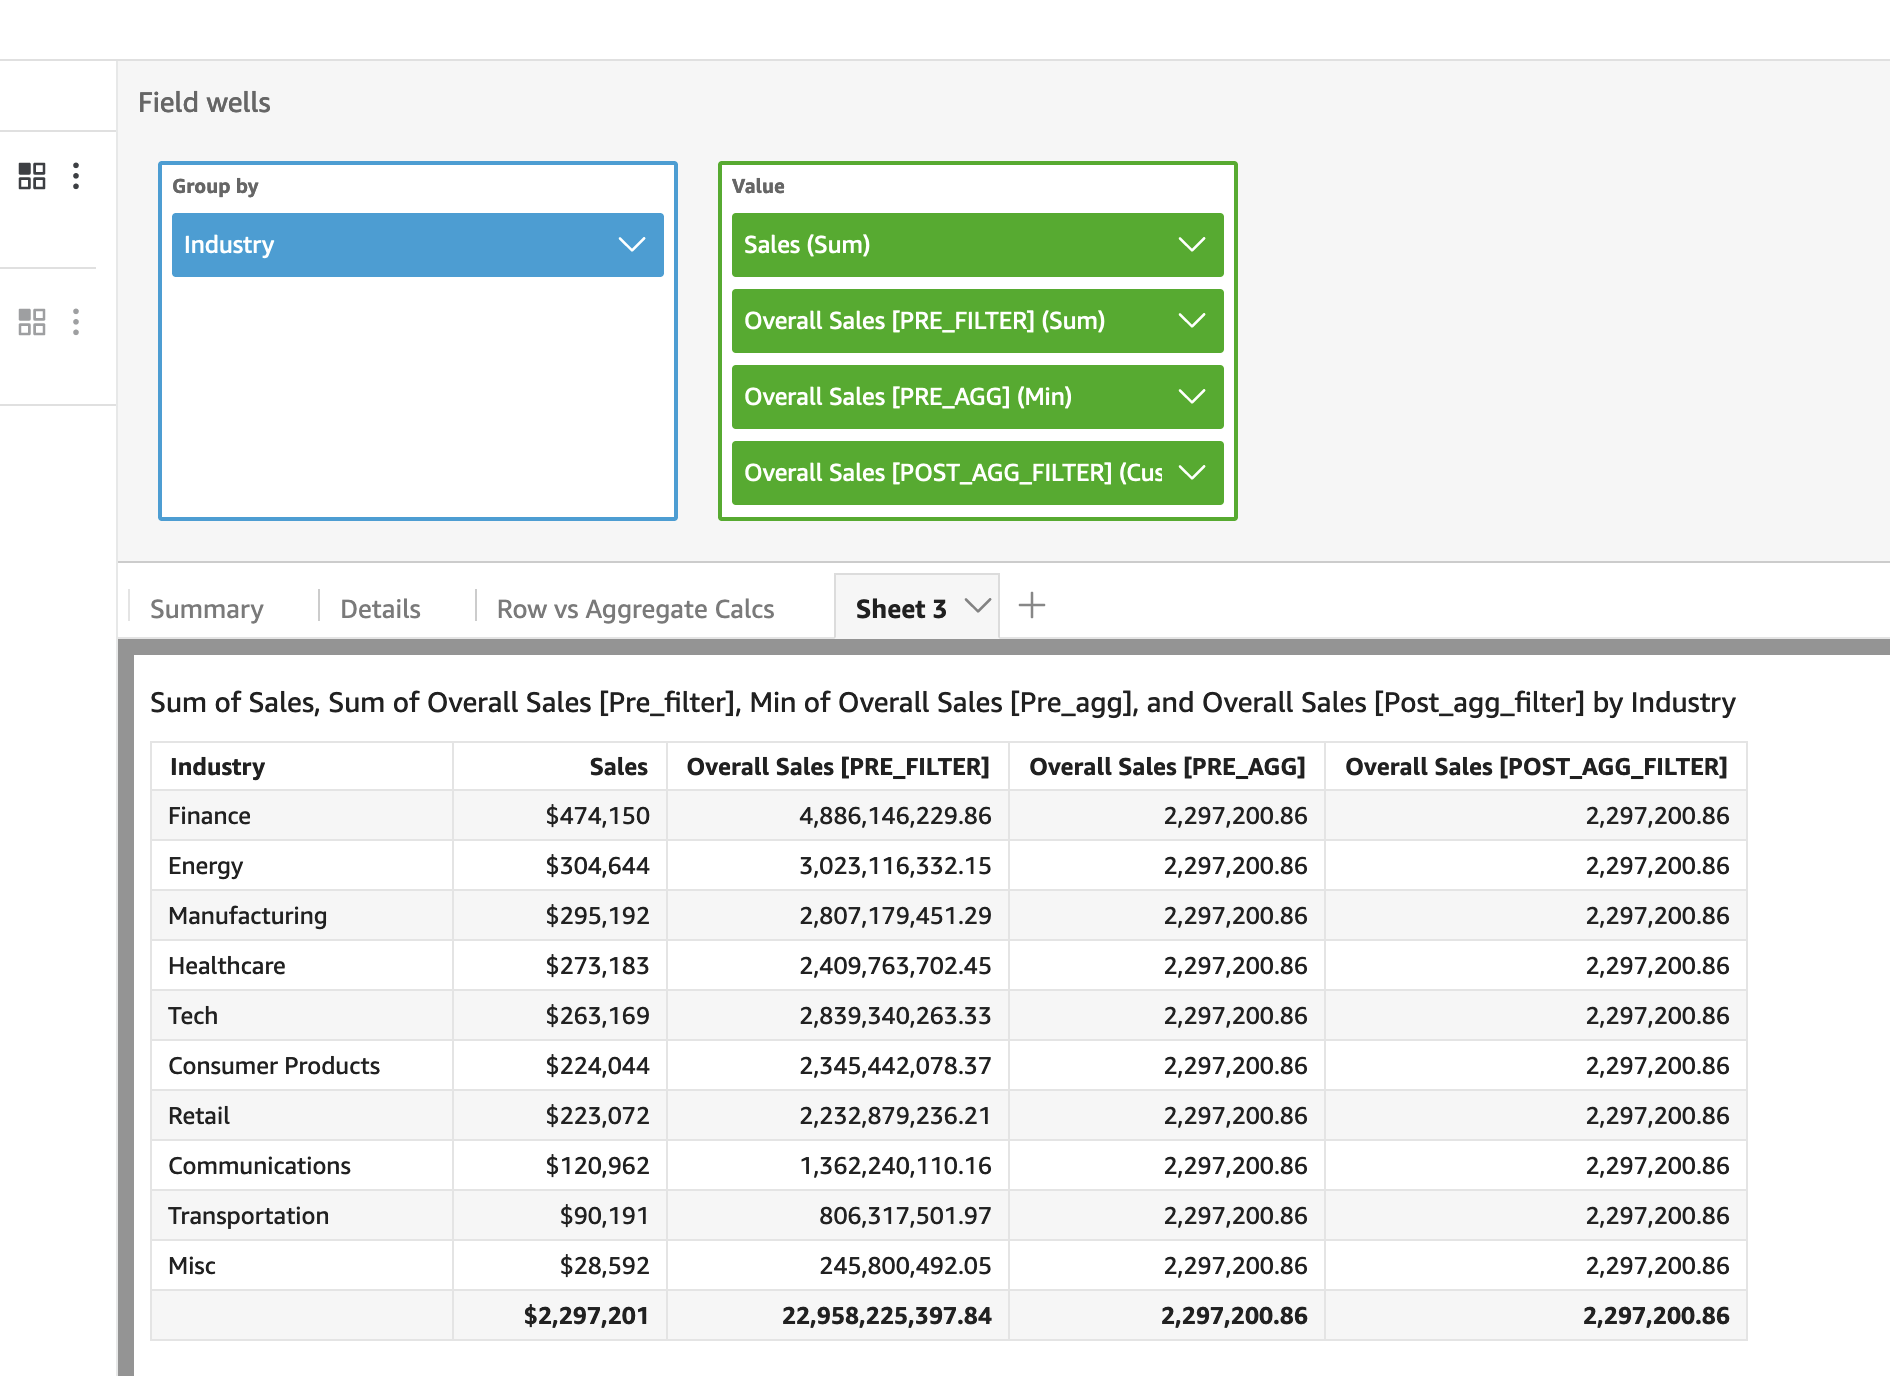 Field wells
Group by
Industry
Value
Sales (Sum)
Overall Sales [PRE_FILTER] (Sum)
Overall Sales [PRE_AGG] (Min)
Overall Sales [POST_AGG_FILTER] (Cus
Summary Details Row vs Aggregate Calcs Sheet 3
Sum of Sales, Sum of Overall Sales [Pre_filter], Min of Overall Sales [Pre_agg], and Overall Sales [Post_agg_filter] by Industry
Industry Sales Overall Sales [PRE_FILTER] Overall Sales [PRE_AGG] Overall Sales [POST_AGG_FILTER]
Finance $474,150 4,886,146,229.86 2,297,200.86 2,297,200.86
Energy $304,644 3,023,116,332.15 2,297,200.86 2,297,200.86
Manufacturing $295,192 2,807,179,451.29 2,297,200.86 2,297,200.86
Healthcare $273,183 2,409,763,702.45 2,297,200.86 2,297,200.86
Tech $263,169 2,839,340,263.33 2,297,200.86 2,297,200.86
Consumer Products $224,044 2,345,442,078.37 2,297,200.86 2,297,200.86
Retail $223,072 2,232,879,236.21 2,297,200.86 2,297,200.86
Communications $120,962 1,362,240,110.16 2,297,200.86 2,297,200.86
Transportation $90,191 806,317,501.97 2,297,200.86 2,297,200.86
Misc $28,592 245,800,492.05 2,297,200.86 2,297,200.86
$2,297,201 22,958,225,397.84 2,297,200.86 2,297,200.86